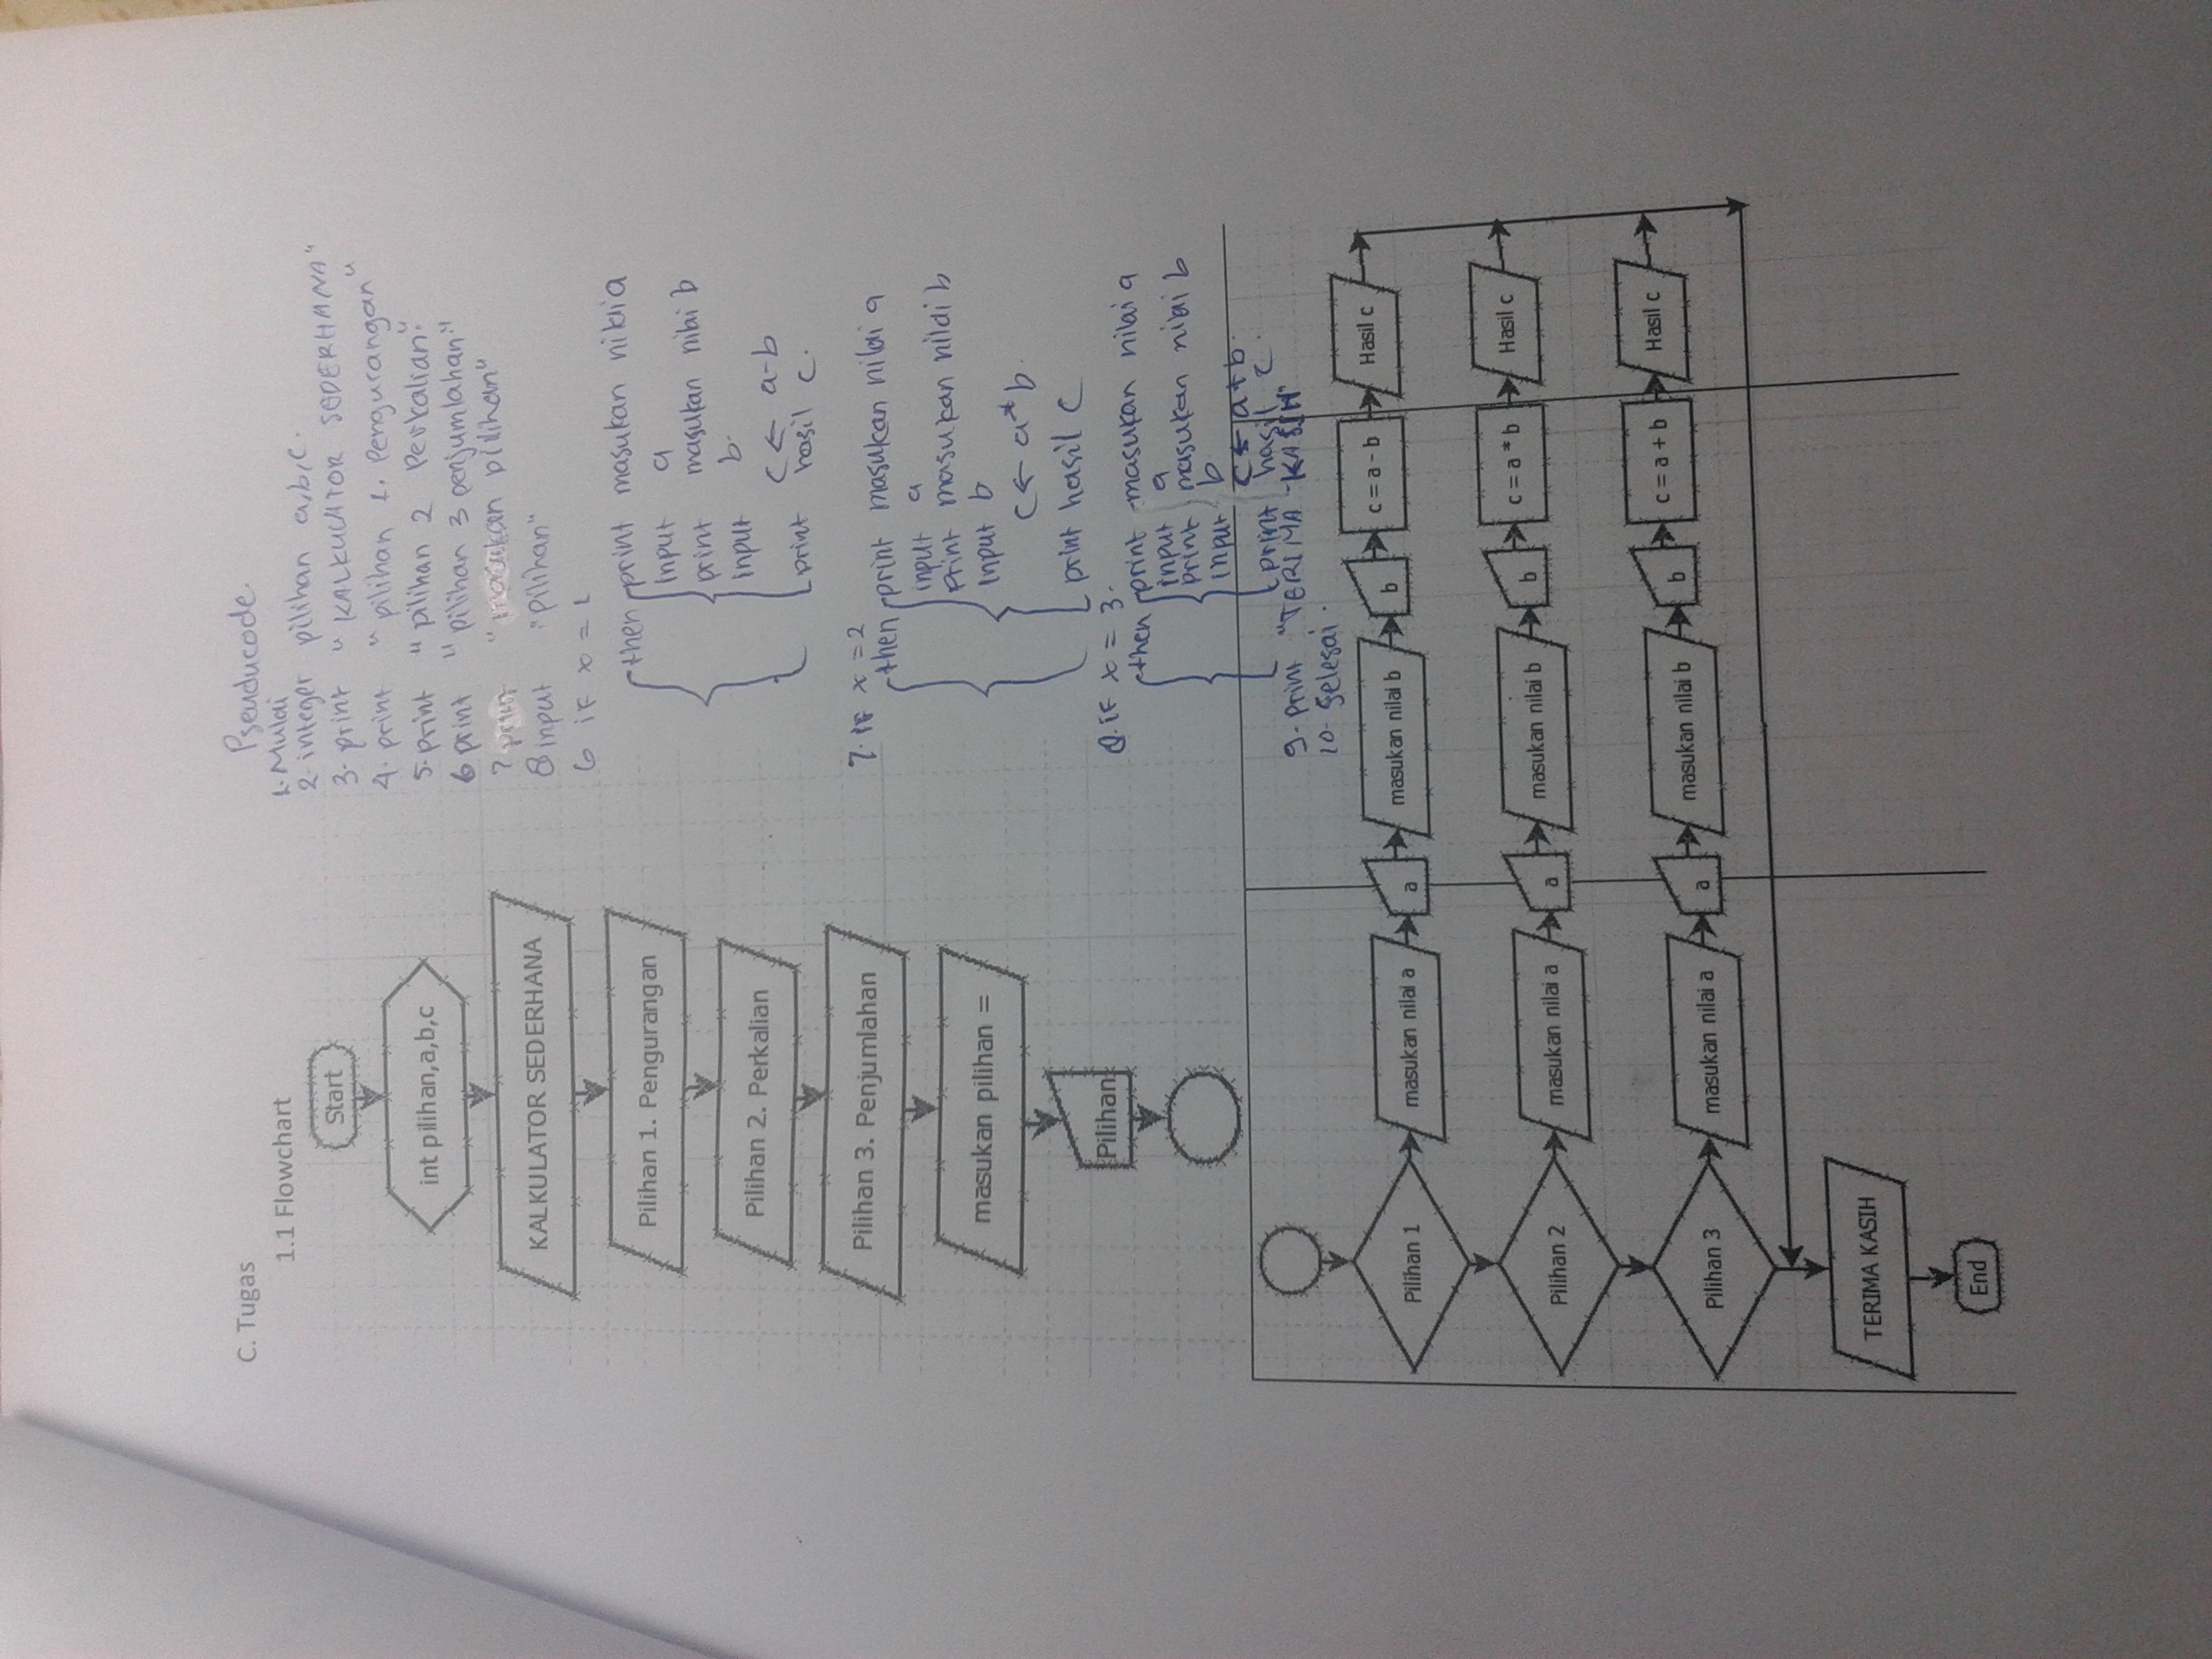 C. Tugas
1.1 Flowchart
Start
int pilihan,a,b,c
KALKULATOR SEDERHANA
Pilihan 1. Pengurangan
Pilihan 2. Perkalian
Pilihan 3. Penjumlahan
masukan pilihan =
Pilihan
Pseuducode.
1. Mulai
2. integer pilihan a,b,c.
3. print "KALKULATOR SEDERHANA"
4. print "pilihan 1. Pengurangan"
5. print "pilihan 2 Perkalian."
6 print "pilihan 3 penjumlahan."
7 print "masukan pilihan"
8 input "pilihan"
6 if x = 1
then print masukan nilai a
input a
print masukan nilai b
input b.
c ← a-b
print hasil c.
7. if x = 2
then print masukan nilai a
input a
print masukan nilai b
input b
c ← a*b.
print hasil c
8. if x = 3.
then print masukan nilai a
input a
print masukan nilai b
input b
c ← a+b.
print hasil c.
9. print "TERIMA KASIH"
10. Selesai.
Pilihan 1
masukan nilai a
a
masukan nilai b
b
c = a - b
Hasil c
Pilihan 2
masukan nilai a
a
masukan nilai b
b
c = a * b
Hasil c
Pilihan 3
masukan nilai a
a
masukan nilai b
b
c = a + b
Hasil c
TERIMA KASIH
End